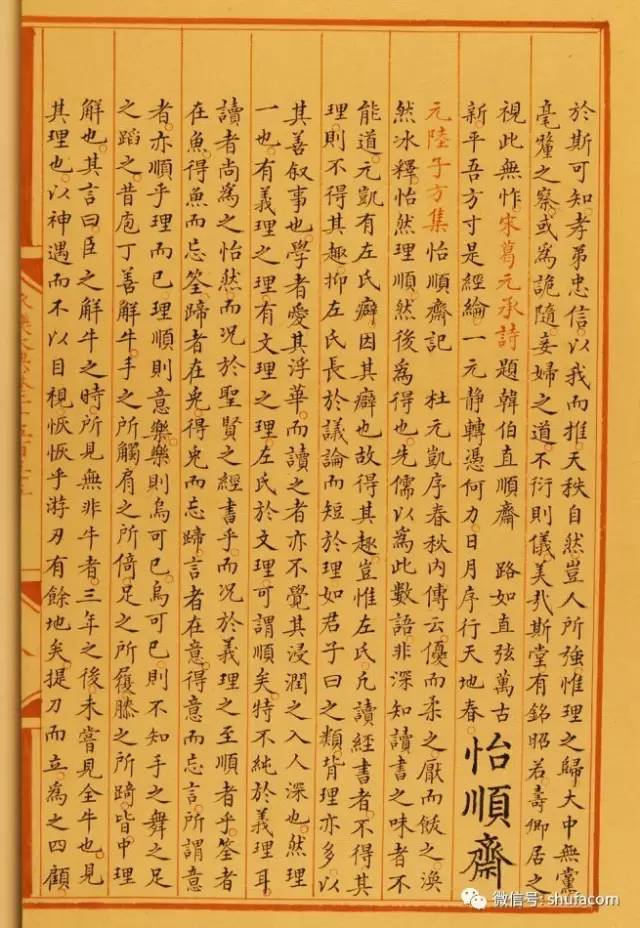 於斯可知孝弟忠信以我而推天秩自然豈人所強惟理之歸大中無黨
毫釐之察或為詭隨妾婦之道不衍則儀美哉斯堂有銘昭若壽卿居之
視此無怍宋葛元承詩題韓伯直順齋 路如直弦萬古
新平吾方寸是經綸一元靜轉憑何力日月序行天地春
怡順齋
元陸子方集怡順齋記 杜元凱序春秋內傳云優而柔之厭而飫之渙
然冰釋怡然理順然後為得也先儒以為此數語非深知讀書之味者不
能道元凱有左氏癖因其癖也故得其趣豈惟左氏凡讀經書者不得其
理則不得其趣抑左氏長於議論而短於理如君子曰之類背理亦多以
其善叙事也學者愛其浮華而讀之者亦不覺其浸潤之入人深也然理
一也有義理之理有文理之理左氏於文理可謂順矣特不純於義理耳
讀者尚為之怡然而况於聖賢之經書乎而况於義理之至順者乎筌者
在魚得魚而忘筌蹄者在兎得兎而忘蹄言者在意得意而忘言所謂意
者亦順乎理而已理順則意樂樂則烏可已烏可已則不知手之舞之足
之蹈之昔庖丁善解牛手之所觸肩之所倚足之所履膝之所踦皆中理
解也其言曰臣之解牛之時所見無非牛者三年之後未嘗見全牛也見
其理也以神遇而不以目視恢恢乎游刃有餘地矣提刀而立為之四顧
微信号: shufacom